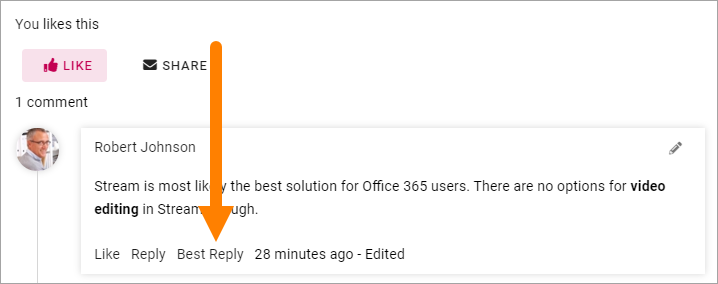 You likes this
LIKE
SHARE
1 comment
Robert Johnson
Stream is most likely the best solution for Office 365 users. There are no options for video
editing in Stream
Like Reply Best Reply 28 minutes ago - Edited